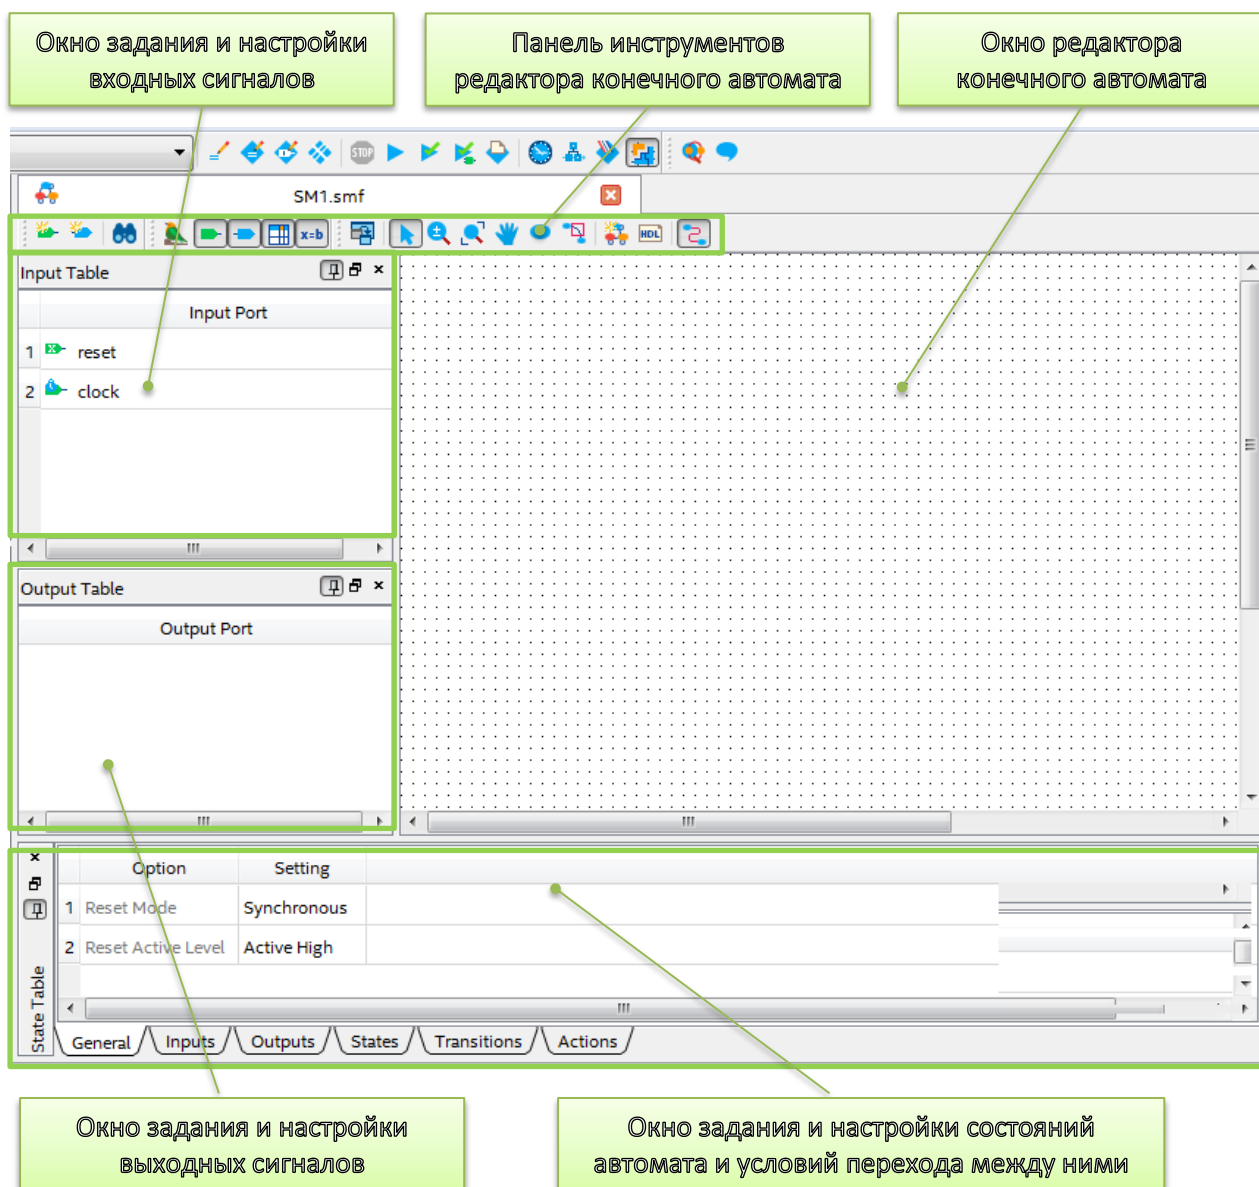 Окно задания и настройки
входных сигналов
Панель инструментов
редактора конечного автомата
Окно редактора
конечного автомата
STOP
SM1.smf
x=b
HDL
Input Table
Input Port
1 reset
2 clock
Output Table
Output Port
State Table
Option Setting
1 Reset Mode Synchronous
2 Reset Active Level Active High
General Inputs Outputs States Transitions Actions
Окно задания и настройки
выходных сигналов
Окно задания и настройки состояний
автомата и условий перехода между ними